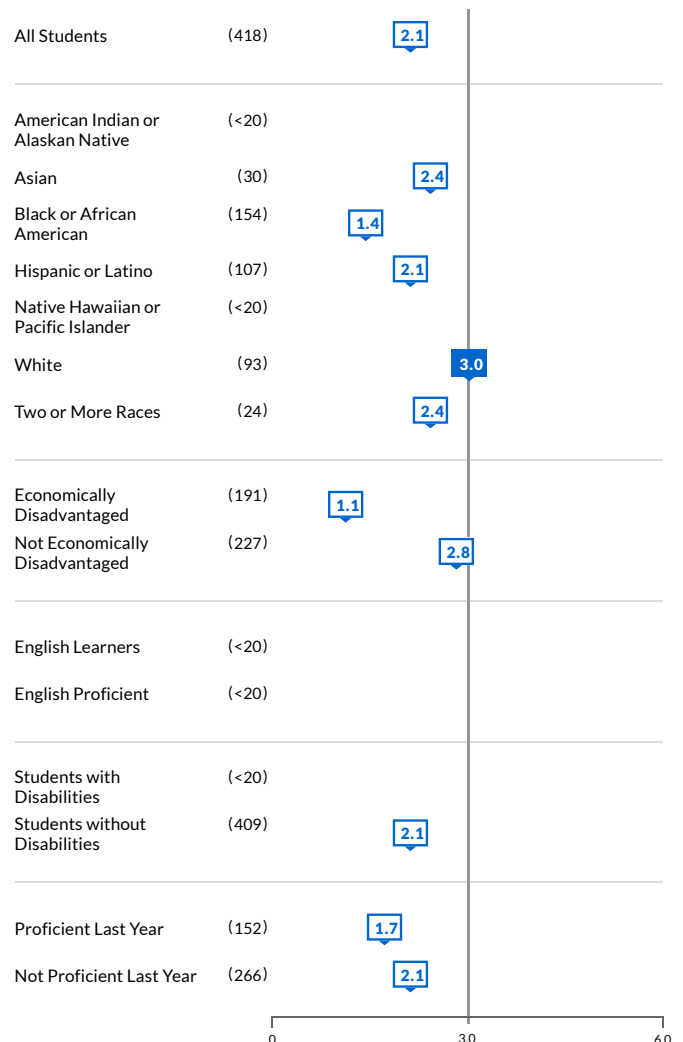 All Students (418) 2.1
American Indian or (<20)
Alaskan Native
Asian (30) 2.4
Black or African (154) 1.4
American
Hispanic or Latino (107) 2.1
Native Hawaiian or (<20)
Pacific Islander
White (93) 3.0
Two or More Races (24) 2.4
Economically (191) 1.1
Disadvantaged
Not Economically (227) 2.8
Disadvantaged
English Learners (<20)
English Proficient (<20)
Students with (<20)
Disabilities
Students without (409) 2.1
Disabilities
Proficient Last Year (152) 1.7
Not Proficient Last Year (266) 2.1
0 3.0 6.0